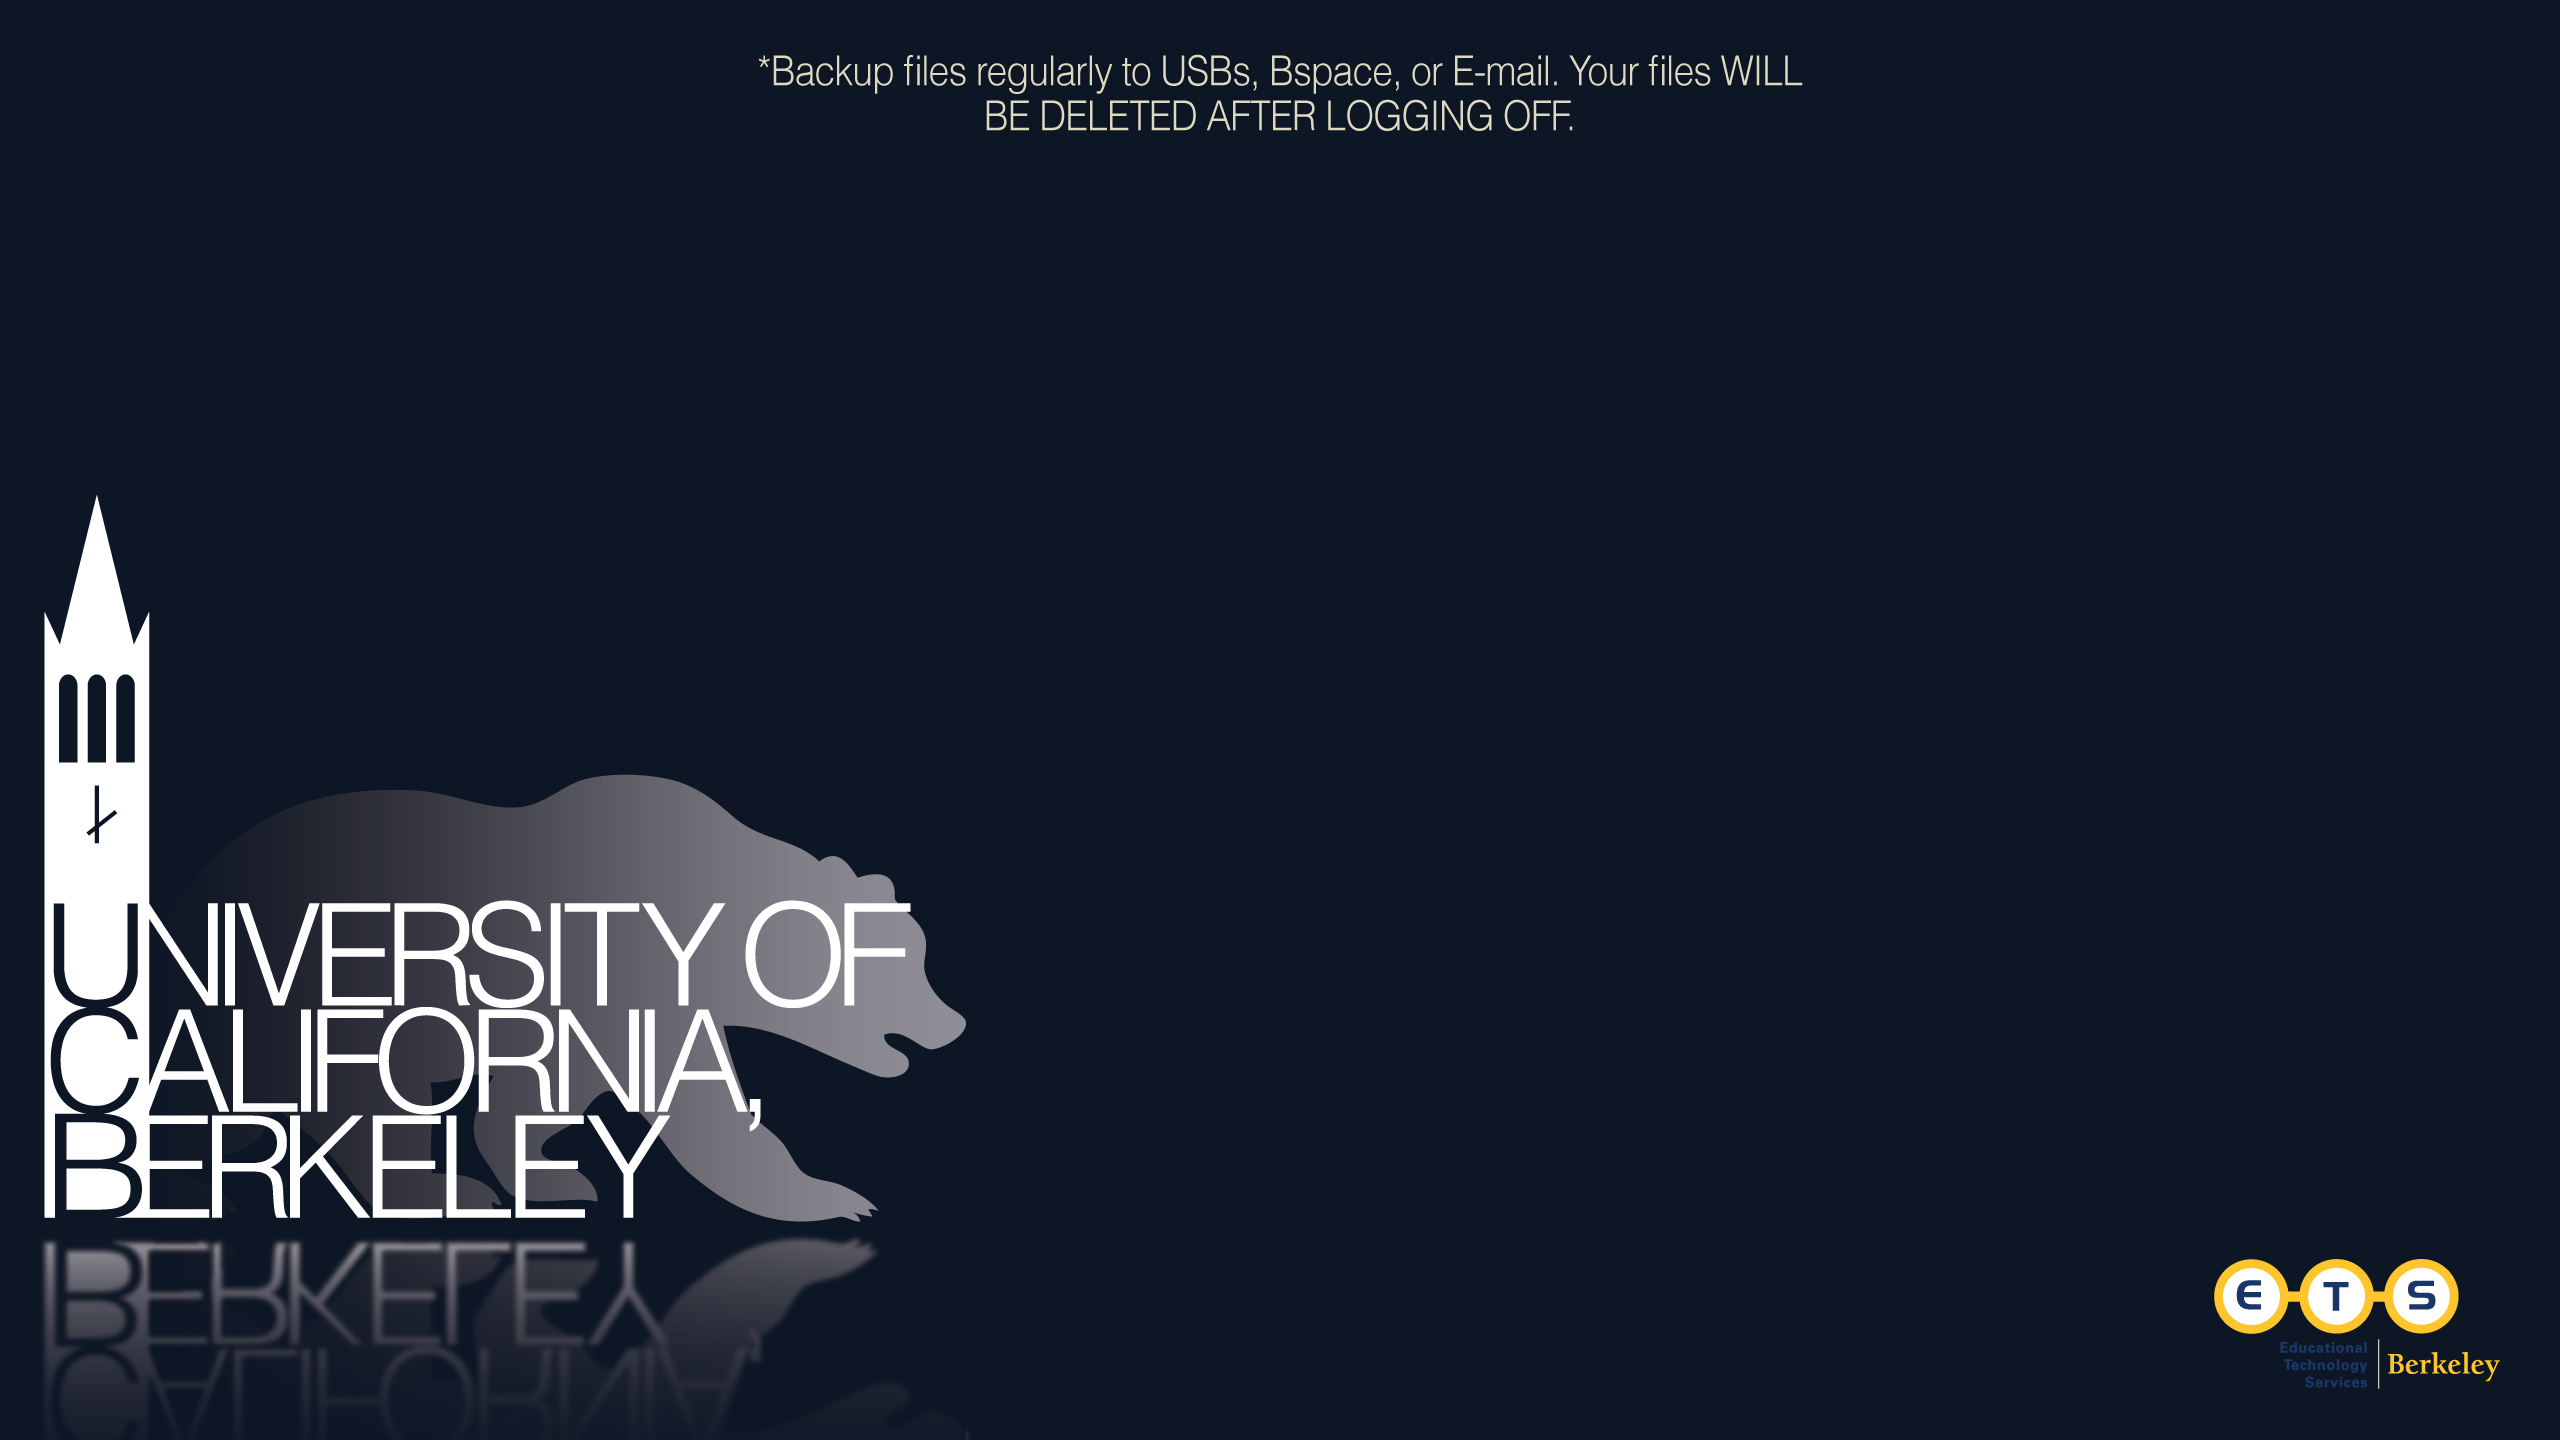 *Backup files regularly to USBs, Bspace, or E-mail. Your files WILL
BE DELETED AFTER LOGGING OFF.
UNIVERSITY OF
CALIFORNIA,
BERKELEY
E-T-S
Educational
Technology
Services
Berkeley